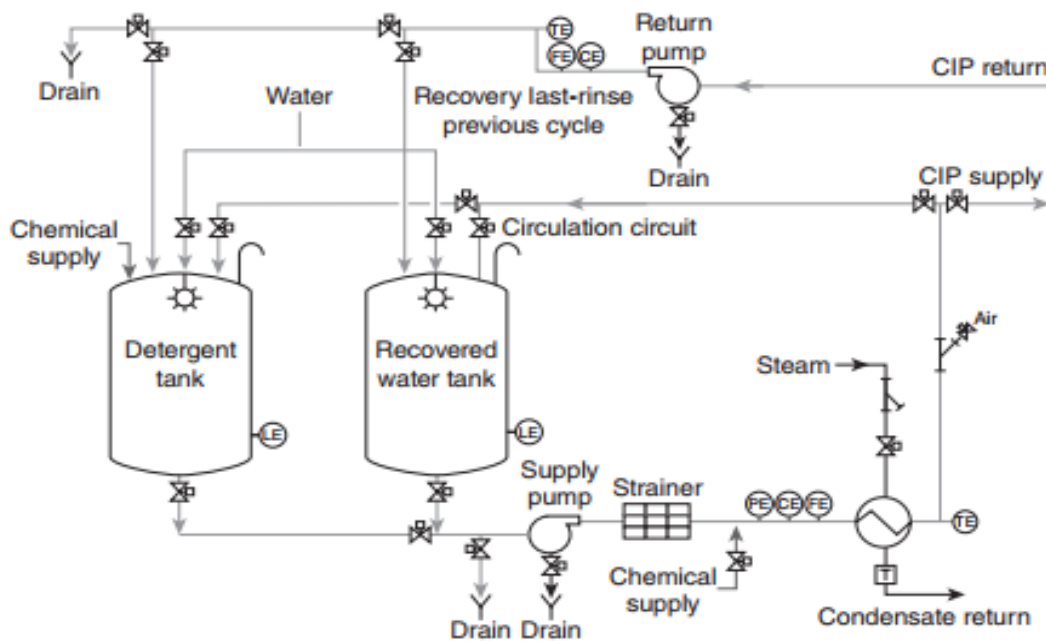 TE
FE CE
Return
pump
CIP return
Drain
Water
Recovery last-rinse
previous cycle
Drain
CIP supply
Chemical
supply
Circulation circuit
Air
Detergent
tank
Recovered
water tank
Steam
LE
LE
Supply
pump
Strainer
PE CE FE
TE
Chemical
supply
T
Drain Drain
Condensate return